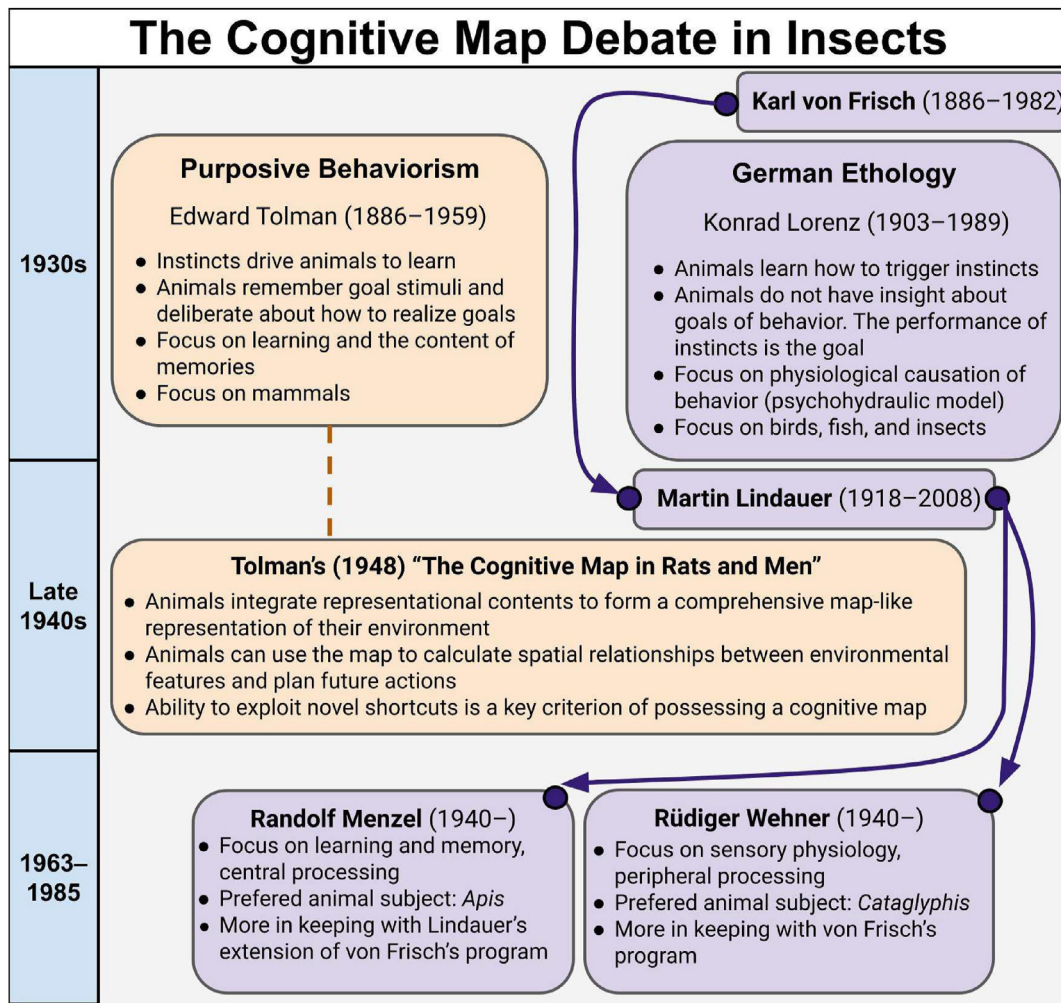 The Cognitive Map Debate in Insects
1930s
Karl von Frisch (1886–1982)
Purposive Behaviorism
Edward Tolman (1886–1959)
● Instincts drive animals to learn
● Animals remember goal stimuli and
deliberate about how to realize goals
● Focus on learning and the content of
memories
● Focus on mammals
German Ethology
Konrad Lorenz (1903–1989)
● Animals learn how to trigger instincts
● Animals do not have insight about
goals of behavior. The performance of
instincts is the goal
● Focus on physiological causation of
behavior (psychohydraulic model)
● Focus on birds, fish, and insects
Late
1940s
Martin Lindauer (1918–2008)
Tolman's (1948) “The Cognitive Map in Rats and Men”
● Animals integrate representational contents to form a comprehensive map-like
representation of their environment
● Animals can use the map to calculate spatial relationships between environmental
features and plan future actions
● Ability to exploit novel shortcuts is a key criterion of possessing a cognitive map
1963–
1985
Randolf Menzel (1940–)
● Focus on learning and memory,
central processing
● Prefered animal subject: Apis
● More in keeping with Lindauer's
extension of von Frisch's program
Rüdiger Wehner (1940–)
● Focus on sensory physiology,
peripheral processing
● Prefered animal subject: Cataglyphis
● More in keeping with von Frisch's
program